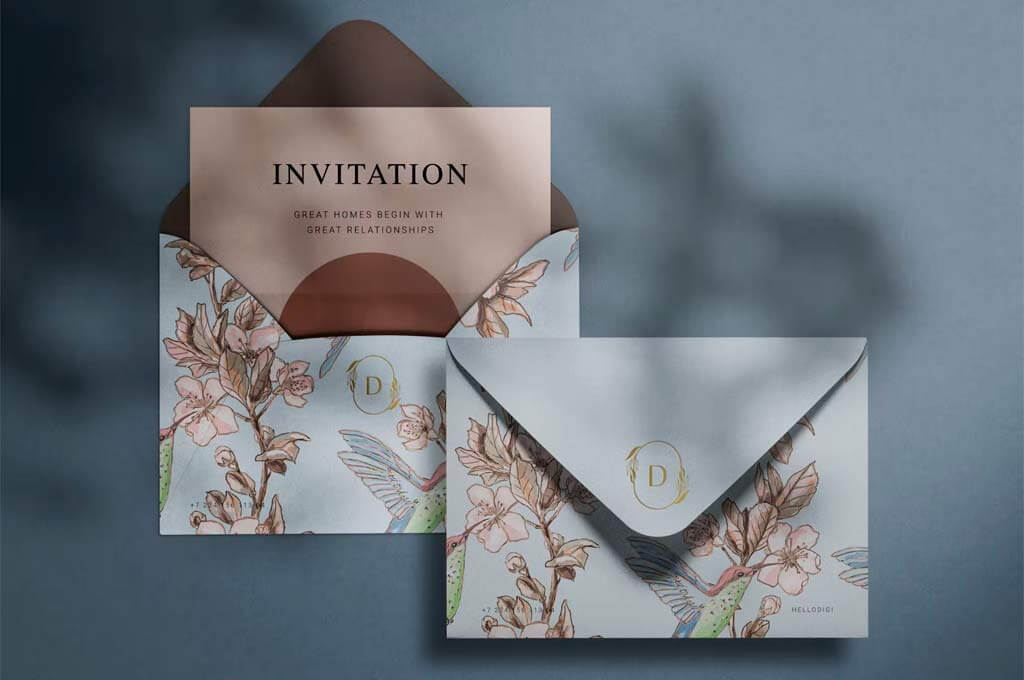 INVITATION
GREAT HOMES BEGIN WITH
GREAT RELATIONSHIPS
D
D
HELLODIGI